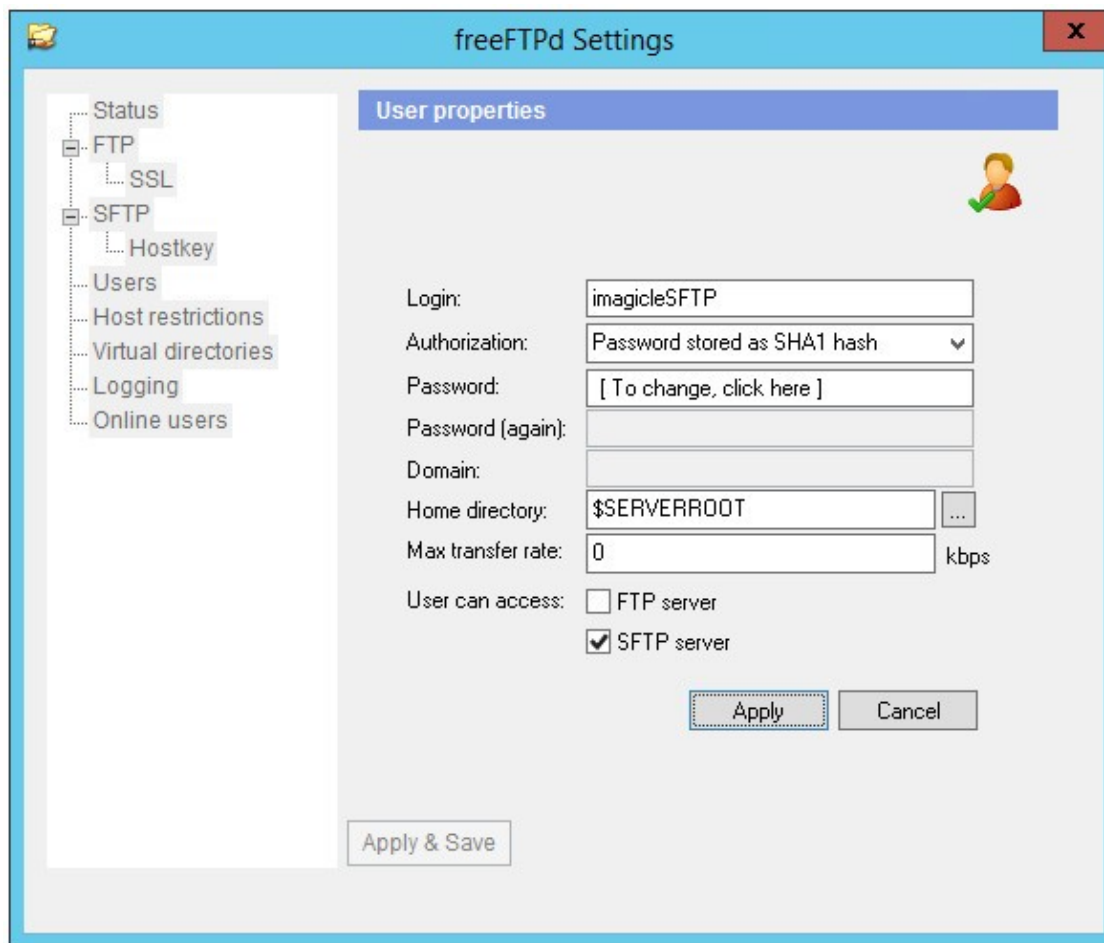 freeFTPd Settings
x
Status
FTP
SSL
SFTP
Hostkey
Users
Host restrictions
Virtual directories
Logging
Online users
User properties
Login: imagicleSFTP
Authorization: Password stored as SHA1 hash
Password: [ To change, click here ]
Password (again):
Domain:
Home directory: $SERVERROOT ...
Max transfer rate: 0 kbps
User can access: FTP server
SFTP server
Apply Cancel
Apply & Save